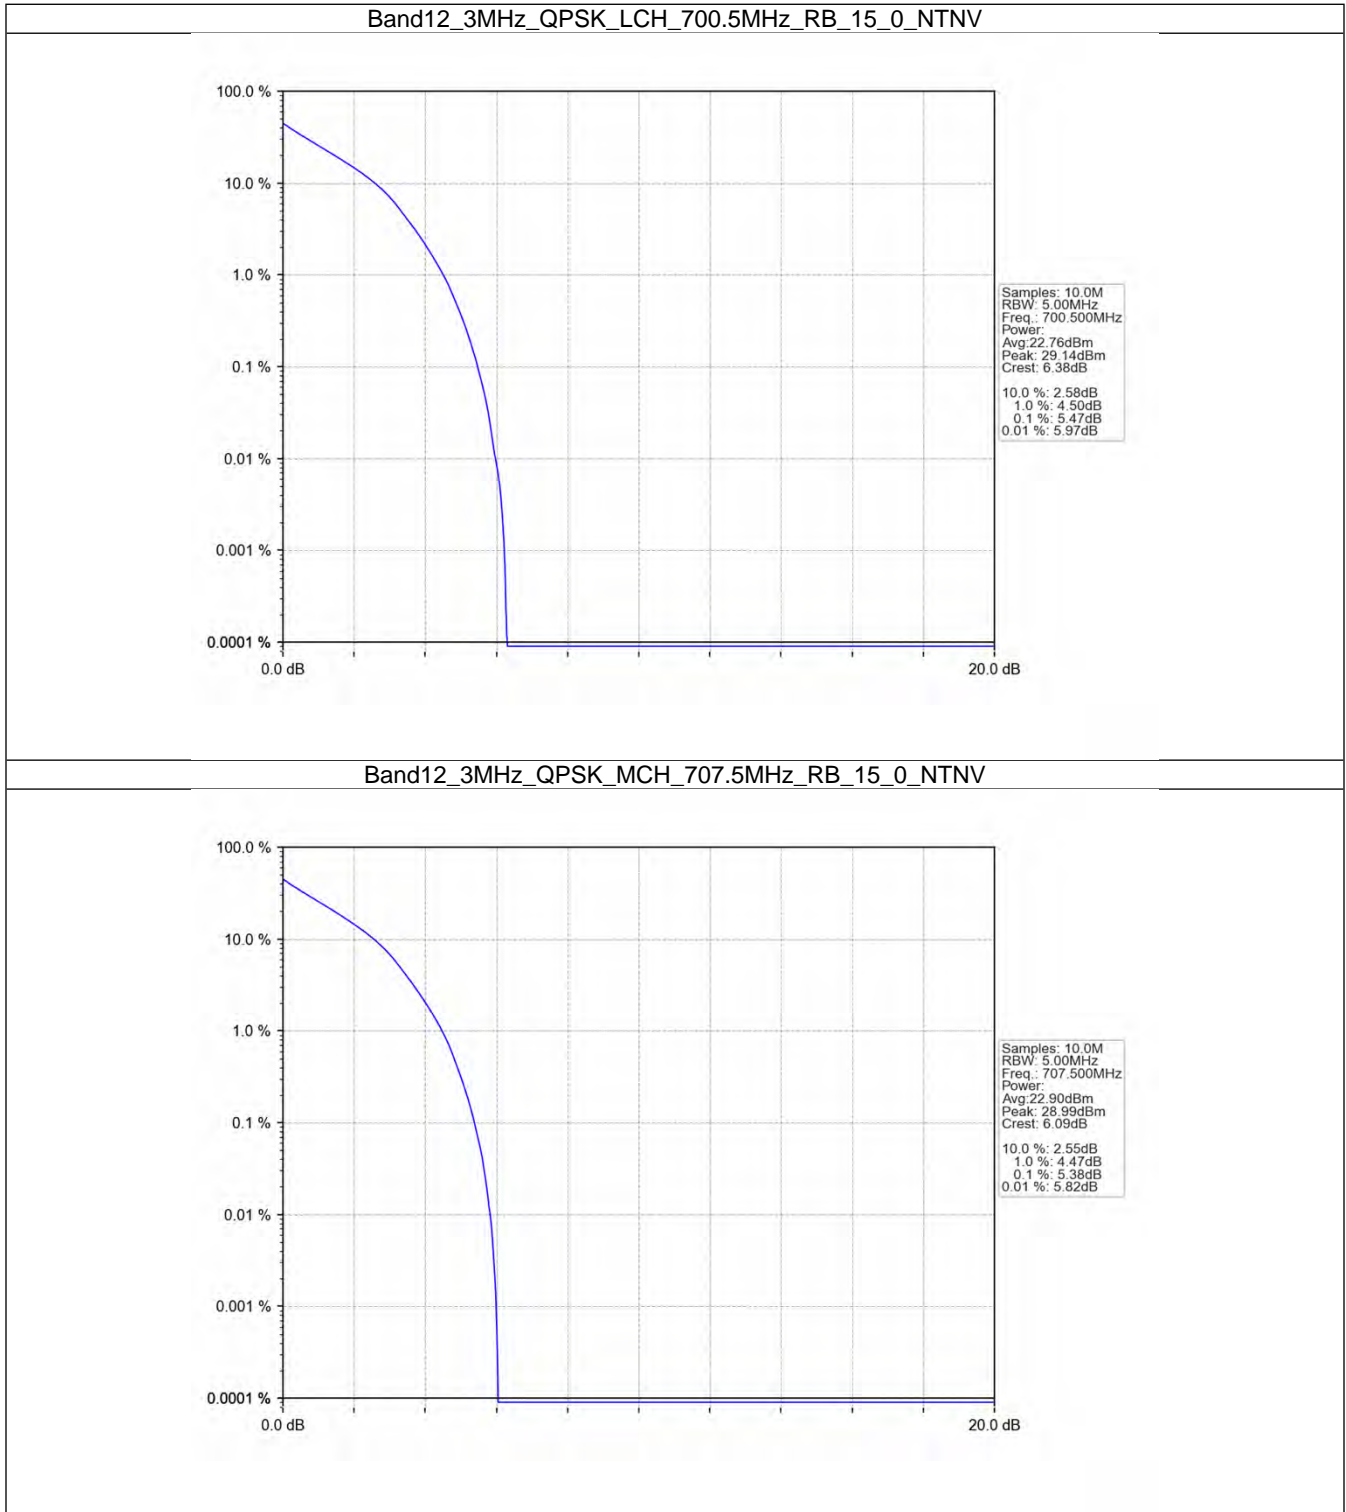 Band12_3MHz_QPSK_LCH_700.5MHz_RB_15_0_NTNV
100.0 %
10.0 %
1.0 %
0.1 %
0.01 %
0.001 %
0.0001 %
0.0 dB
20.0 dB
Samples: 10.0M
RBW: 5.00MHz
Freq.: 700.500MHz
Power:
Avg:22.76dBm
Peak: 29.14dBm
Crest: 6.38dB
10.0 %: 2.58dB
1.0 %: 4.50dB
0.1 %: 5.47dB
0.01 %: 5.97dB
Band12_3MHz_QPSK_MCH_707.5MHz_RB_15_0_NTNV
100.0 %
10.0 %
1.0 %
0.1 %
0.01 %
0.001 %
0.0001 %
0.0 dB
20.0 dB
Samples: 10.0M
RBW: 5.00MHz
Freq.: 707.500MHz
Power:
Avg:22.90dBm
Peak: 28.99dBm
Crest: 6.09dB
10.0 %: 2.55dB
1.0 %: 4.47dB
0.1 %: 5.38dB
0.01 %: 5.82dB